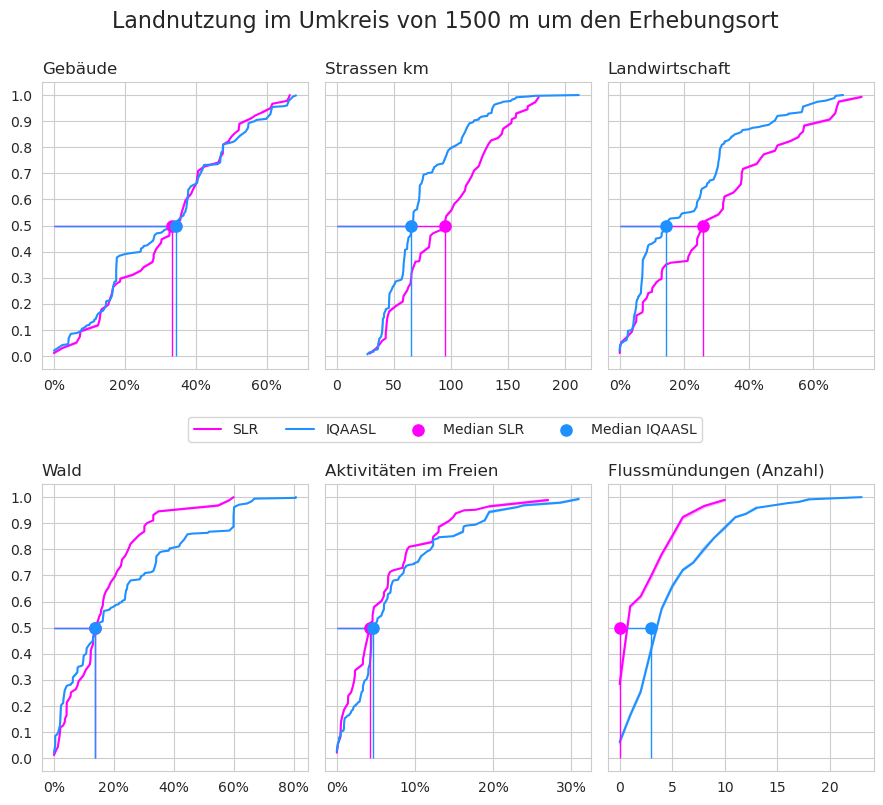 Landnutzung im Umkreis von 1500 m um den Erhebungsort
Gebäude
Strassen km
Landwirtschaft
1.0
0.9
0.8
0.7
0.6
0.5
0.4
0.3
0.2
0.1
0.0
0% 20% 40% 60%
0 50 100 150 200
0% 20% 40% 60%
SLR IQAASL Median SLR Median IQAASL
Wald
Aktivitäten im Freien
Flussmündungen (Anzahl)
1.0
0.9
0.8
0.7
0.6
0.5
0.4
0.3
0.2
0.1
0.0
0% 20% 40% 60% 80%
0% 10% 20% 30%
0 5 10 15 20